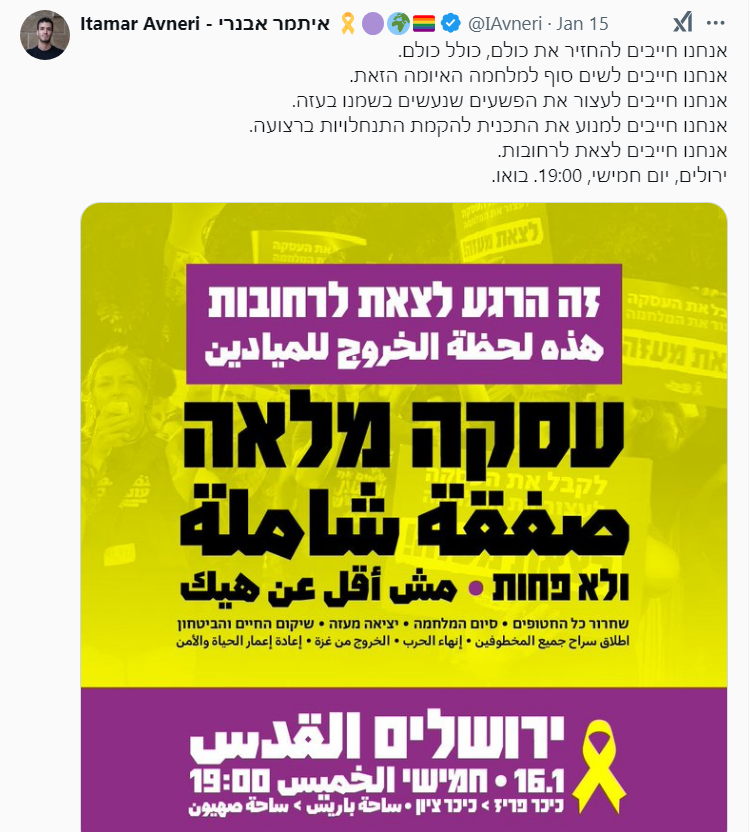 Itamar Avneri - איתמר אבנרי 🎗️🟣🌍🏳️‍🌈 @IAvneri · Jan 15
אנחנו חייבים להחזיר את כולם, כולל כולם.
אנחנו חייבים לשים סוף למלחמה האיומה הזאת.
אנחנו חייבים לעצור את הפשעים שנעשים בשמנו בעזה.
אנחנו חייבים למנוע את התכנית להקמת התנחלויות ברצועה.
אנחנו חייבים לצאת לרחובות.
ירולים, יום חמישי, 19:00. בואו.
זה הרגע לצאת לרחובות
هذه لحظة الخروج للميادين
עסקה מלאה
صفقة شاملة
ולא פחות • مش أقل عن هيك
שחרור כל החטופים • סיום המלחמה • יציאה מעזה • שיקום החיים והביטחון
اطلاق سراح جميع المخطوفين • إنهاء الحرب • الخروج من غزة • إعادة إعمار الحياة والأمن
ירושלים القدس
16.1 • חמישי الخميس 19:00
כיכר פריז > כיכר ציון • ساحة باريش > ساحة صهيون